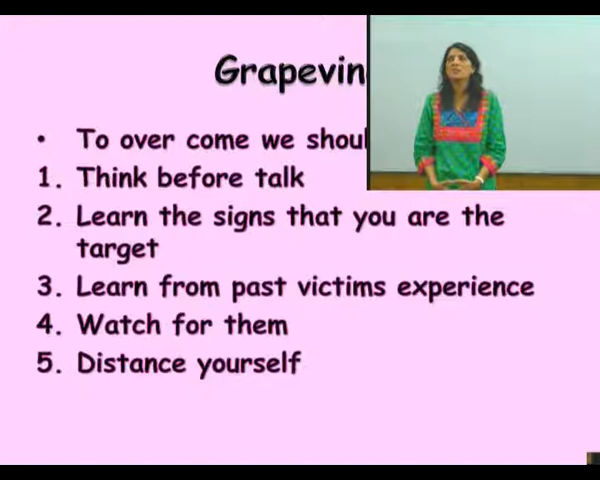 Grapevin
• To over come we shoul
1. Think before talk
2. Learn the signs that you are the
target
3. Learn from past victims experience
4. Watch for them
5. Distance yourself